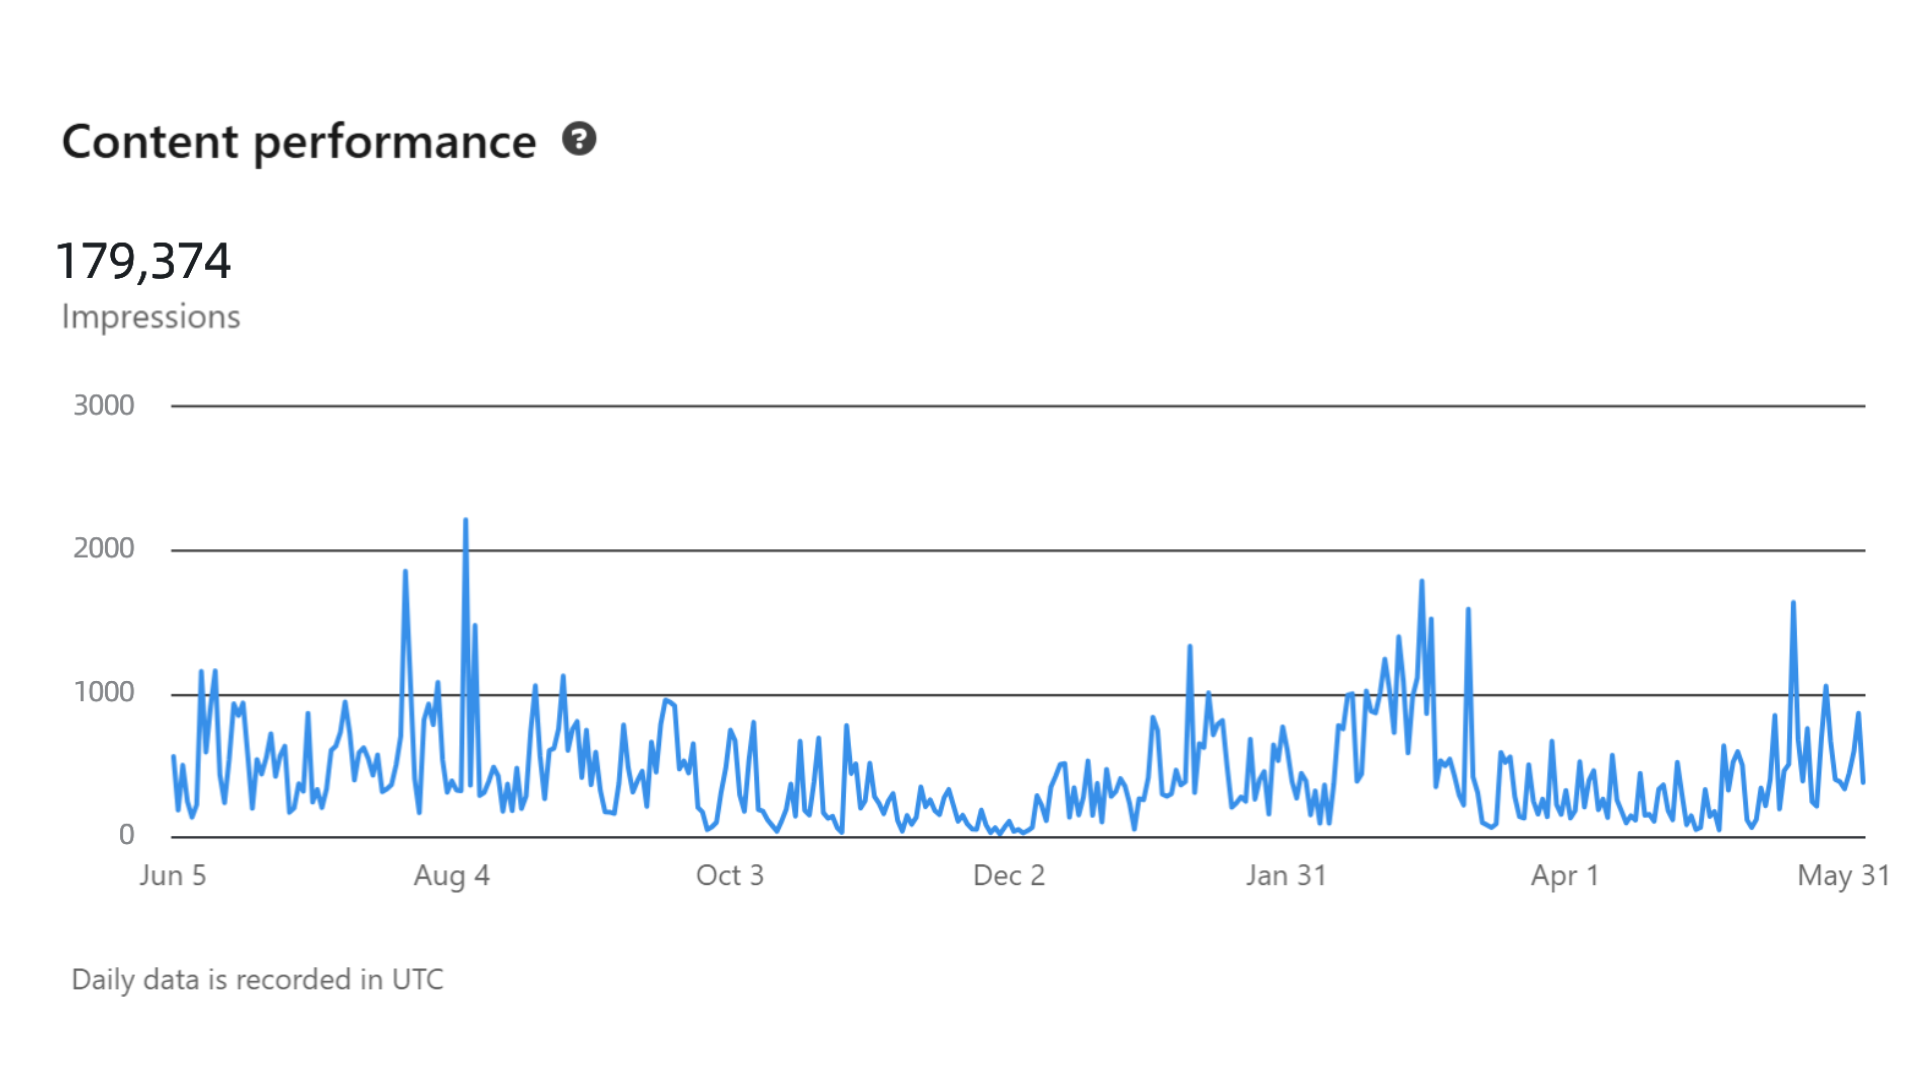 Content performance ?
179,374
Impressions
3000
2000
1000
0
Jun 5 Aug 4 Oct 3 Dec 2 Jan 31 Apr 1 May 31
Daily data is recorded in UTC